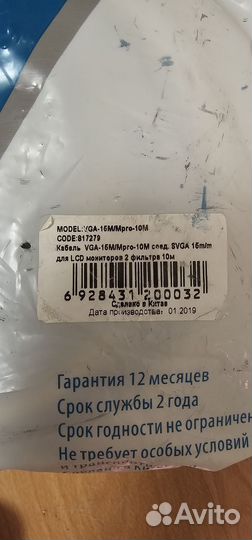 MODEL:VGA-15M/Mpro-10M
CODE:817279
Кабель VGA-15M/Mpro-10M соед. SVGA 15m/m
для LCD мониторов 2 фильтра 10м
6 928431 200032
Сделано в Китае
Дата производства: 01.2019
Гарантия 12 месяцев
Срок службы 2 года
Срок годности не ограничен
Не требует особых условий
Avito